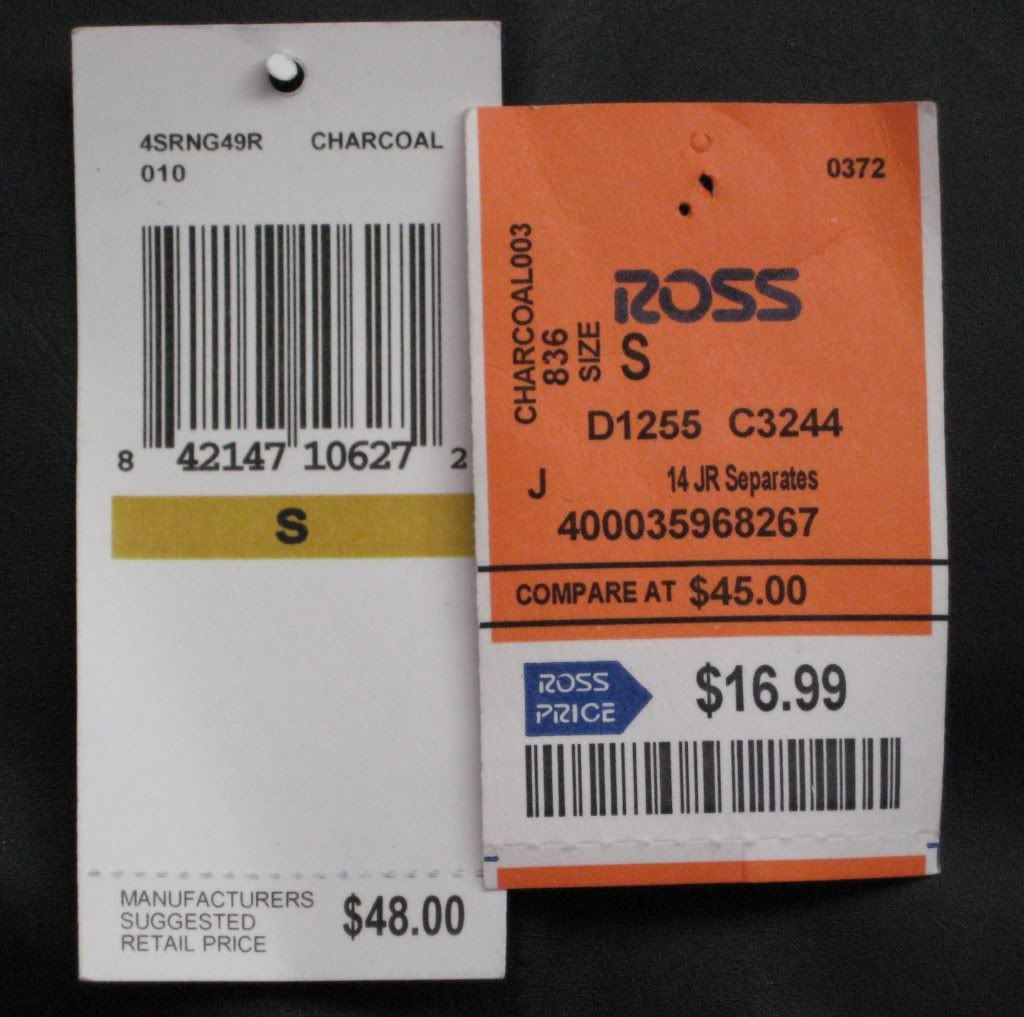 4SRNG49R CHARCOAL
010
8 42147 10627 2
S
MANUFACTURERS
SUGGESTED
RETAIL PRICE
$48.00
0372
CHARCOAL003
836
SIZE
ROSS
S
D1255 C3244
J 14 JR Separates
400035968267
COMPARE AT $45.00
ROSS
PRICE
$16.99